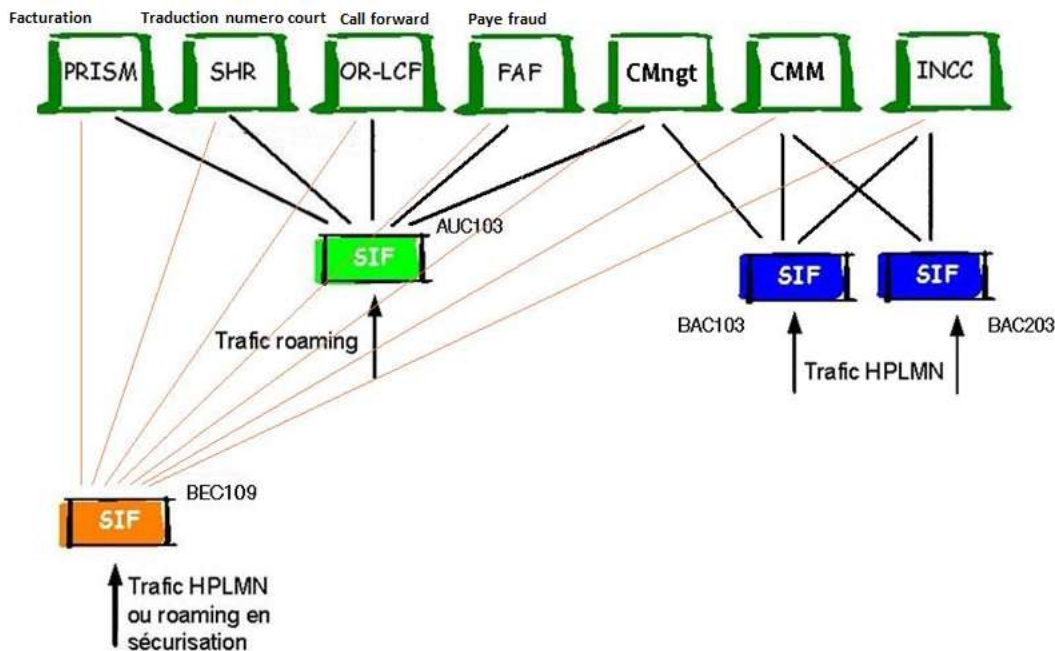 Facturation
Traduction numero court
Call forward
Paye fraud
PRISM
SHR
OR-LCF
FAF
CMngt
CMM
INCC
AUC103
SIF
Trafic roaming
SIF
SIF
BAC103
BAC203
Trafic HPLMN
BEC109
SIF
Trafic HPLMN
ou roaming en
sécurisation